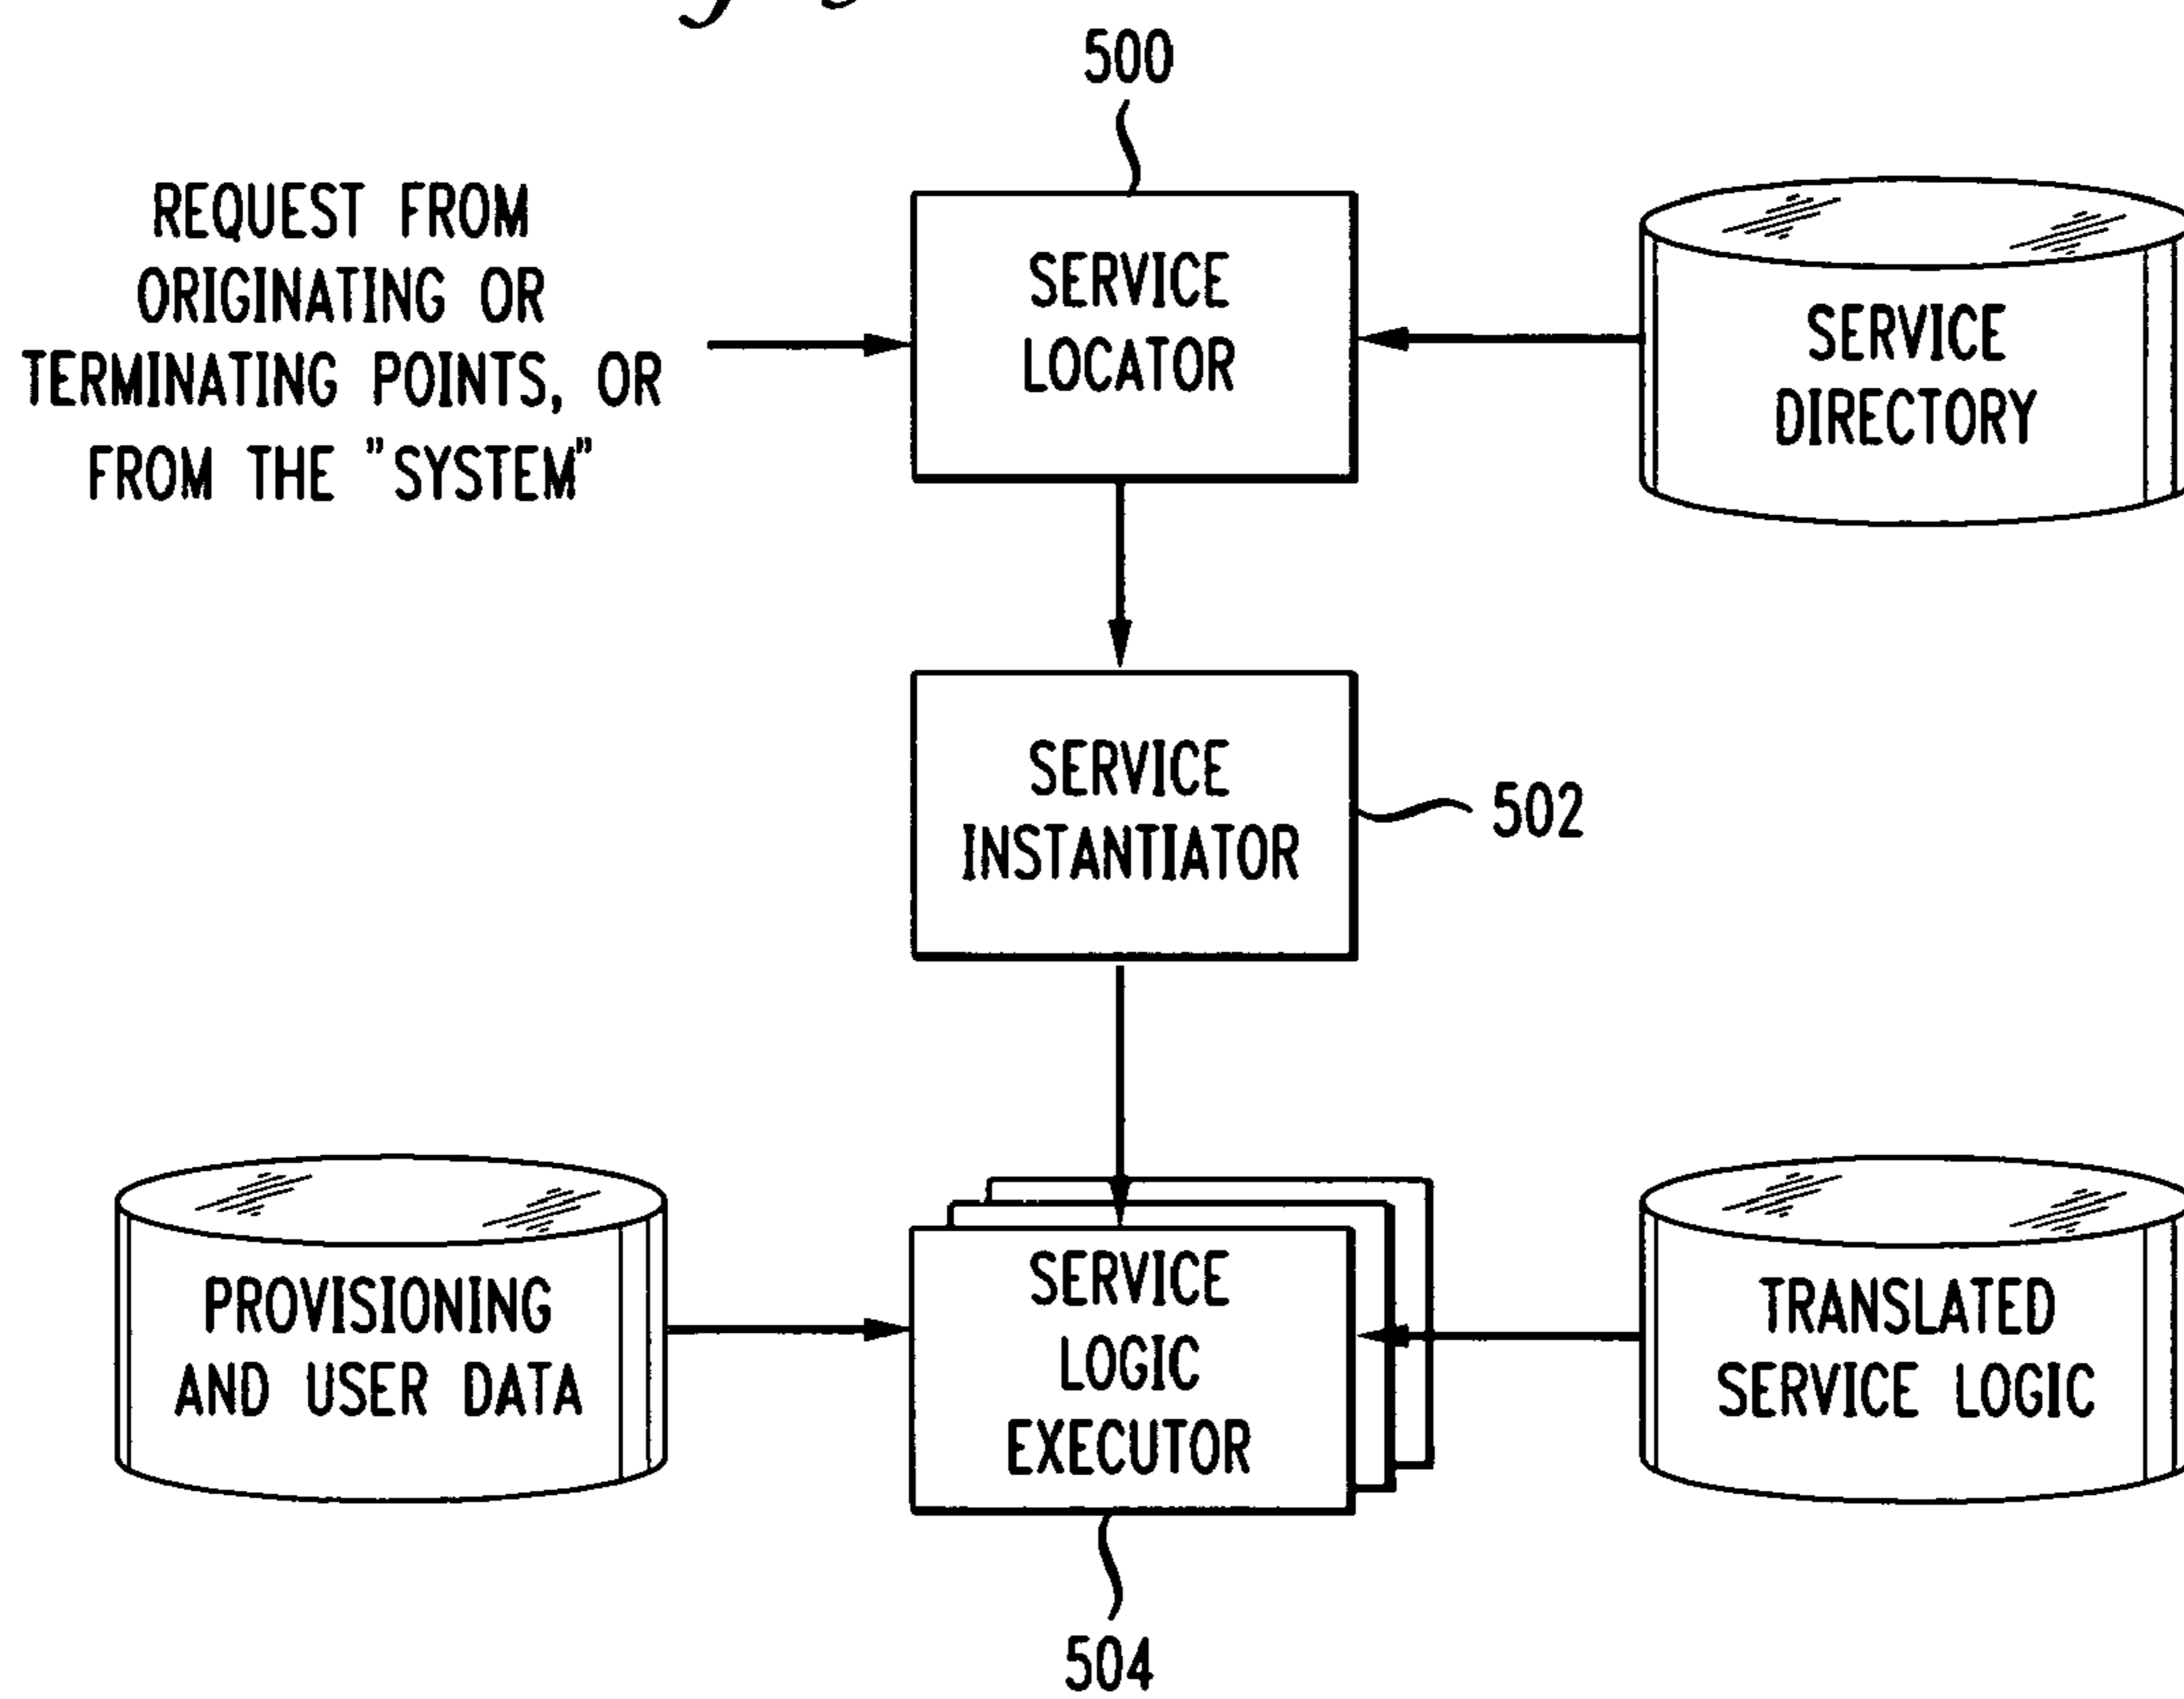 500
REQUEST FROM
ORIGINATING OR
TERMINATING POINTS, OR
FROM THE "SYSTEM"
SERVICE
LOCATOR
SERVICE
DIRECTORY
SERVICE
INSTANTIATOR
502
PROVISIONING
AND USER DATA
SERVICE
LOGIC
EXECUTOR
TRANSLATED
SERVICE LOGIC
504